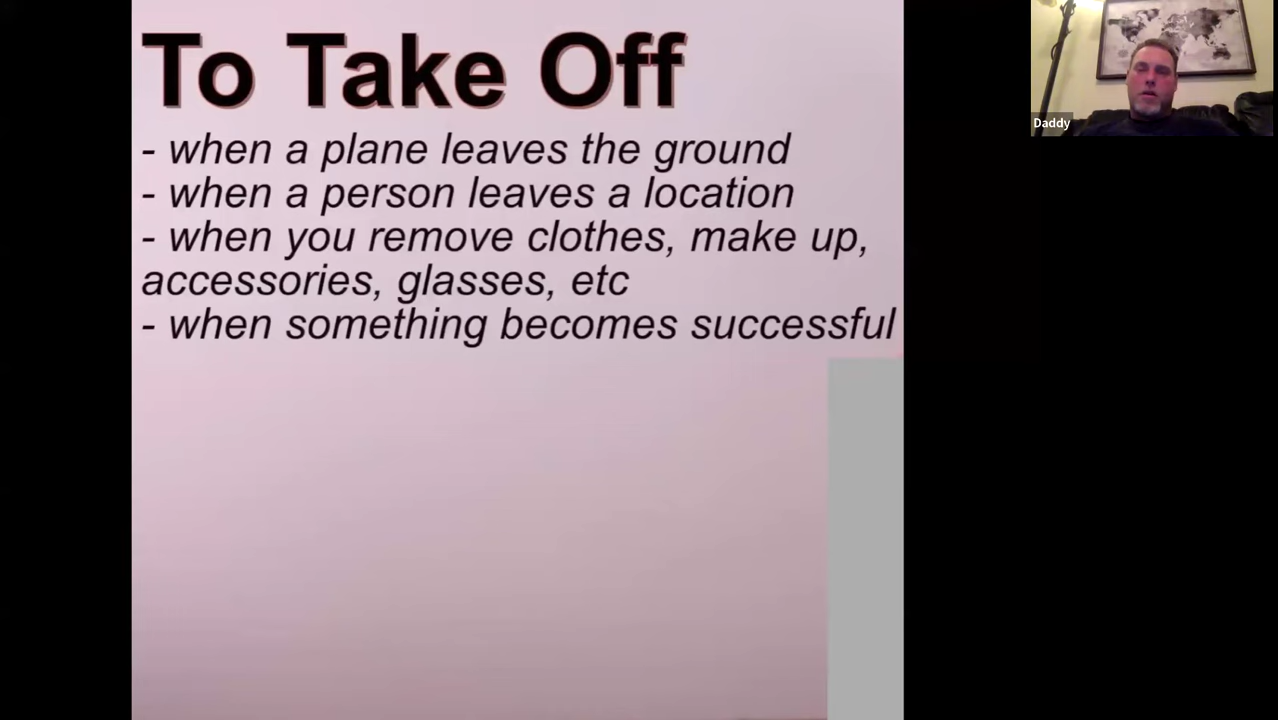 To Take Off
- when a plane leaves the ground
- when a person leaves a location
- when you remove clothes, make up,
accessories, glasses, etc
- when something becomes successful
Daddy